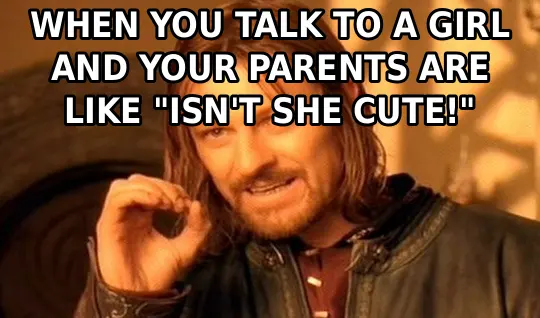 WHEN YOU TALK TO A GIRL
AND YOUR PARENTS ARE
LIKE "ISN'T SHE CUTE!"